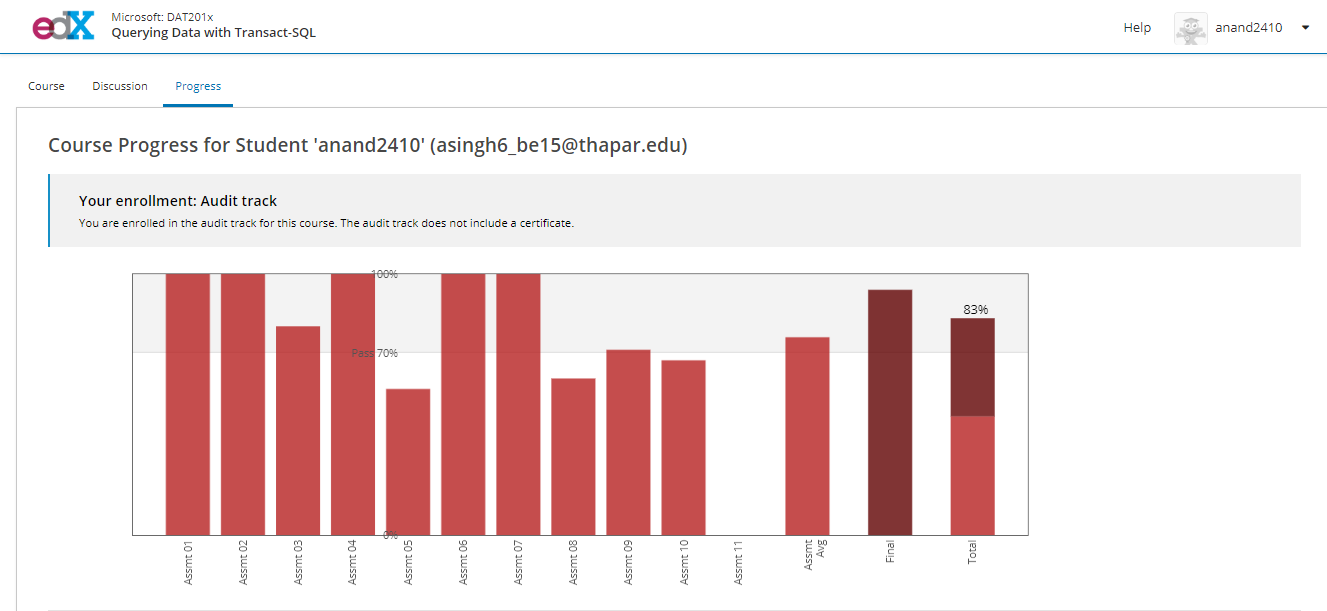 edX
Microsoft: DAT201x
Querying Data with Transact-SQL
Help
anand2410
Course
Discussion
Progress
Course Progress for Student 'anand2410' (asingh6_be15@thapar.edu)
Your enrollment: Audit track
You are enrolled in the audit track for this course. The audit track does not include a certificate.
100%
83%
Pass 70%
0%
Assmt 01
Assmt 02
Assmt 03
Assmt 04
Assmt 05
Assmt 06
Assmt 07
Assmt 08
Assmt 09
Assmt 10
Assmt 11
Assmt
Avg
Final
Total